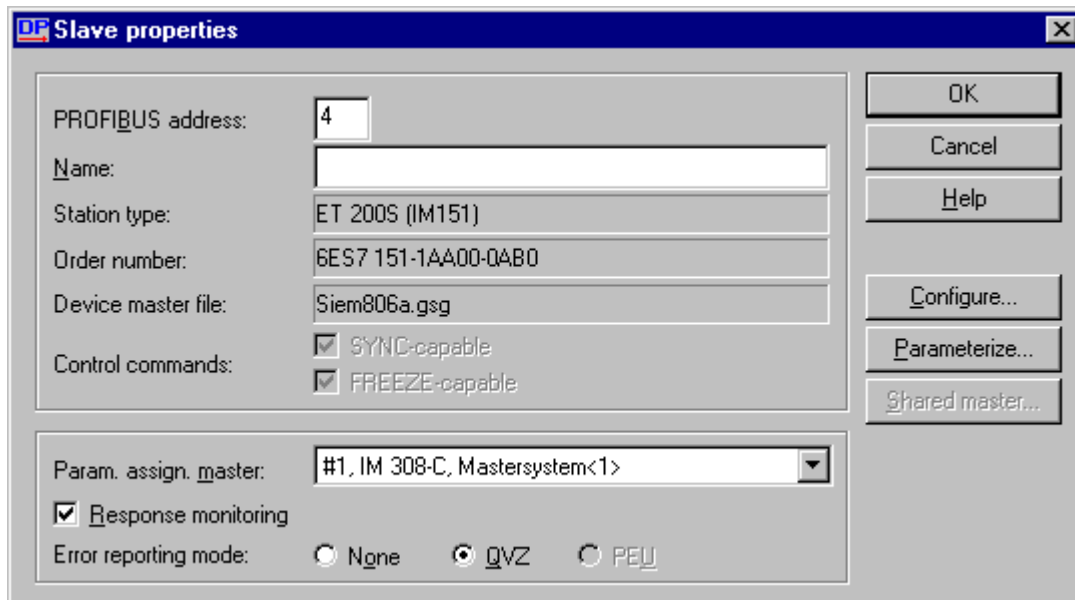 DP Slave properties
PROFIBUS address: 4
Name:
Station type: ET 200S (IM151)
Order number: 6ES7 151-1AA00-0AB0
Device master file: Siem806a.gsg
Control commands:
SYNC-capable
FREEZE-capable
Param. assign. master: #1, IM 308-C, Mastersystem<1>
Response monitoring
Error reporting mode: None QVZ PEU
OK
Cancel
Help
Configure...
Parameterize...
Shared master...